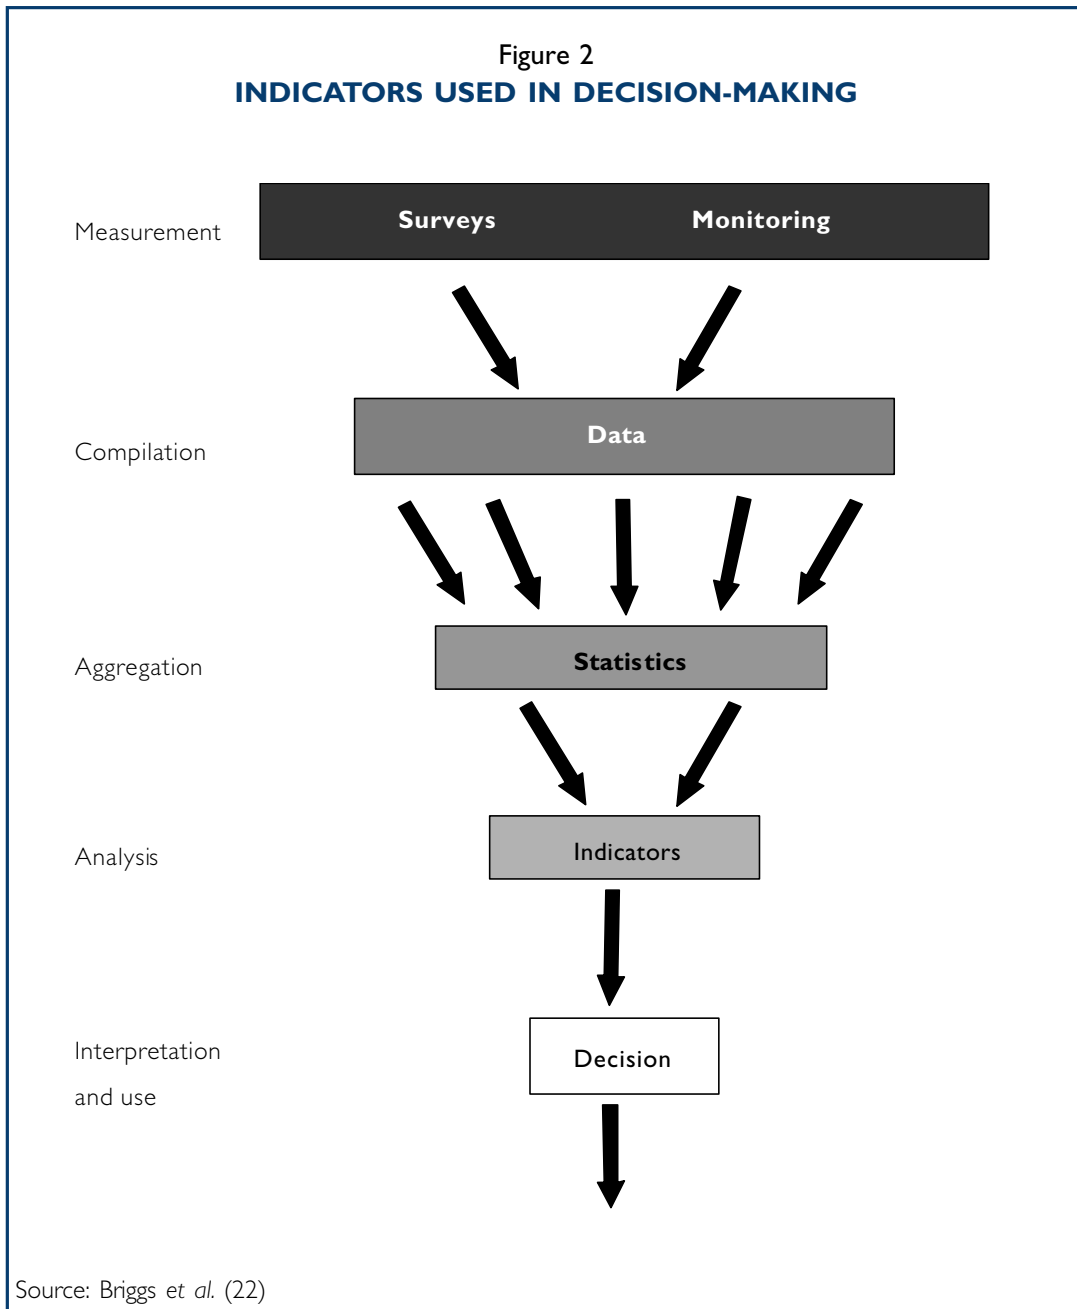 Figure 2
INDICATORS USED IN DECISION-MAKING
Measurement
Surveys Monitoring
Compilation
Data
Aggregation
Statistics
Analysis
Indicators
Interpretation
and use
Decision
Source: Briggs et al. (22)